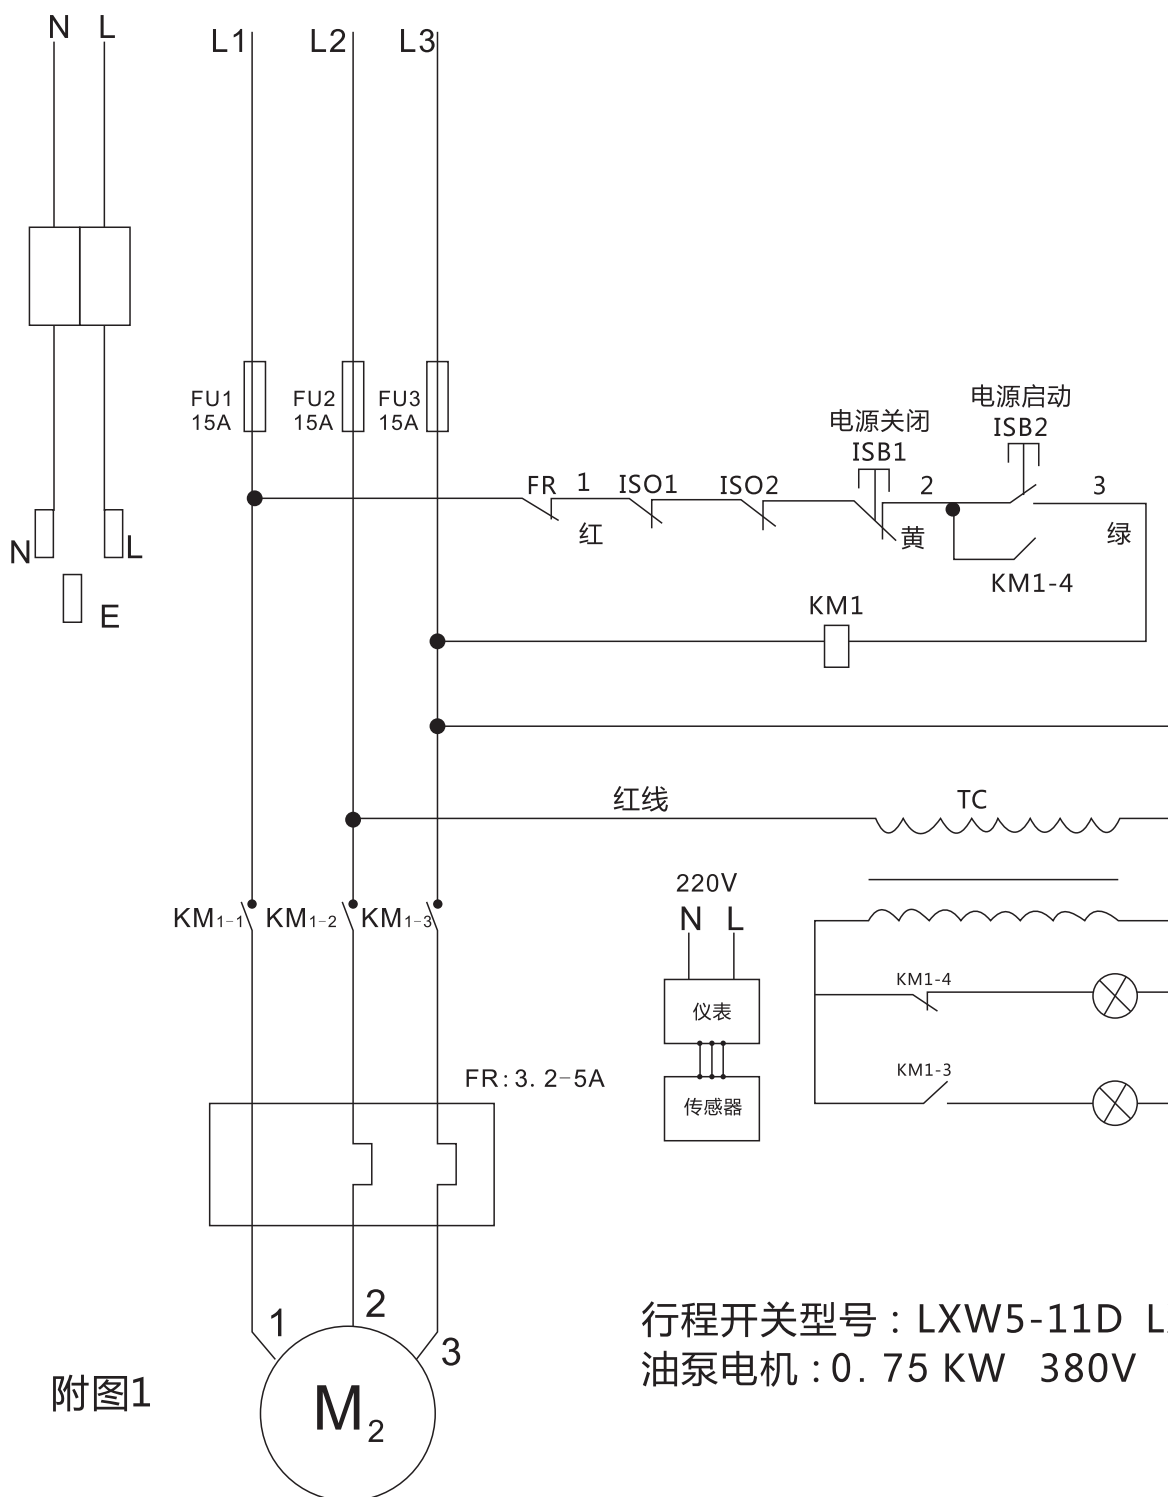 N L
L1 L2 L3
FU1 15A
FU2 15A
FU3 15A
N L
E
电源关闭
ISB1
电源启动
ISB2
FR 1 ISO1 ISO2 2 3
红 黄 绿
KM1-4
KM1
红线 TC
KM1-1 KM1-2 KM1-3
220V
N L
仪表
传感器
KM1-4
KM1-3
FR:3.2-5A
1 2 3
M2
行程开关型号:LXW5-11D L
油泵电机:0.75KW 380V
附图1